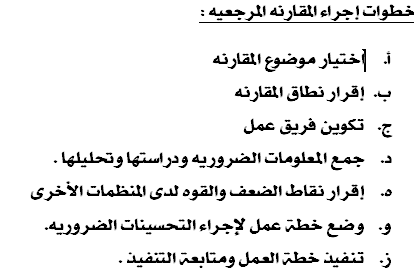 خطوات إجراء المقارنه المرجعيه :
أ. اختيار موضوع المقارنه
ب. إقرار نطاق المقارنه
ج. تكوين فريق عمل
د. جمع المعلومات الضروريه ودراستها وتحليلها .
ه. إقرار نقاط الضعف والقوه لدى المنظمات الأخرى
و. وضع خطة عمل لإجراء التحسينات الضروريه.
ز. تنفيذ خطة العمل ومتابعة التنفيذ .